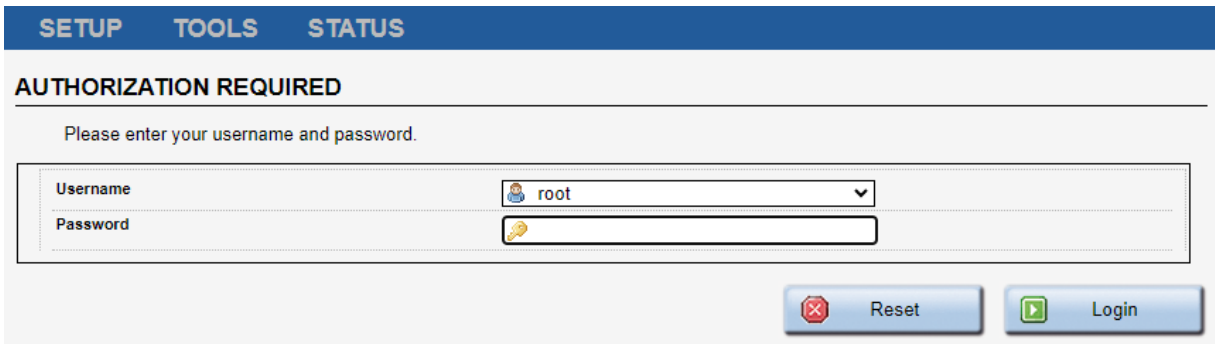 SETUP TOOLS STATUS
AUTHORIZATION REQUIRED
Please enter your username and password.
Username root
Password
Reset Login